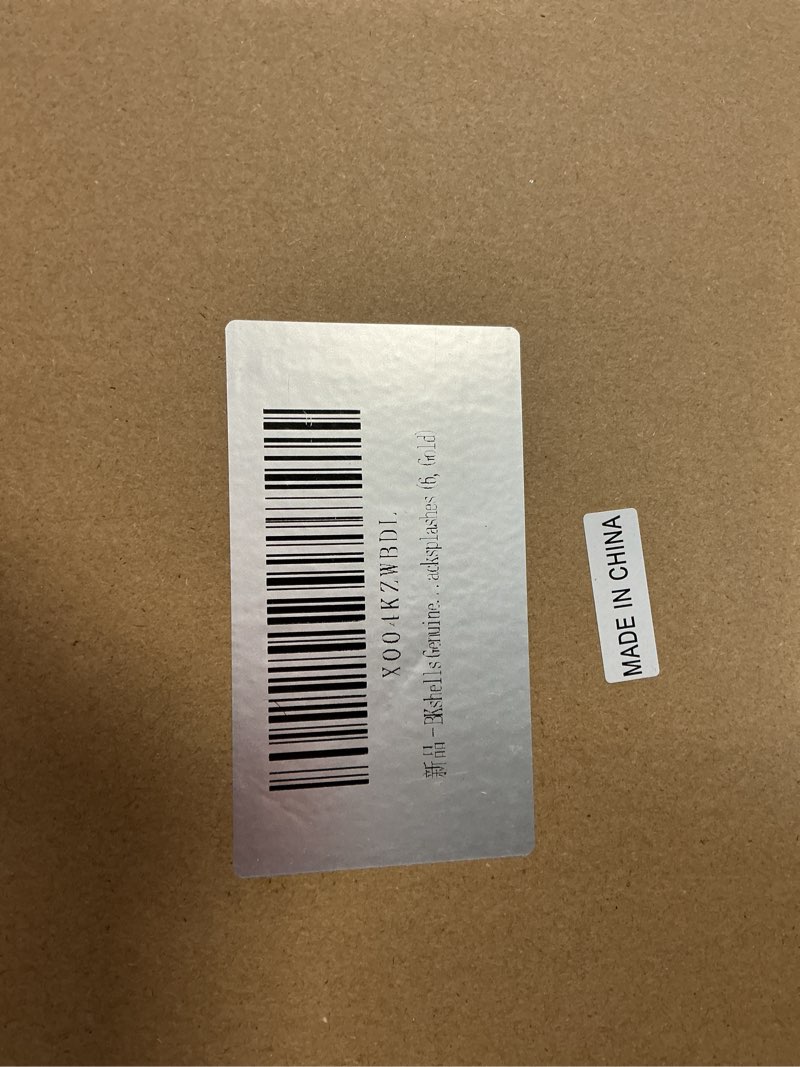 X004KZWBDL
新品 - BKshells Genuine...acksplashes (6, Gold)
MADE IN CHINA